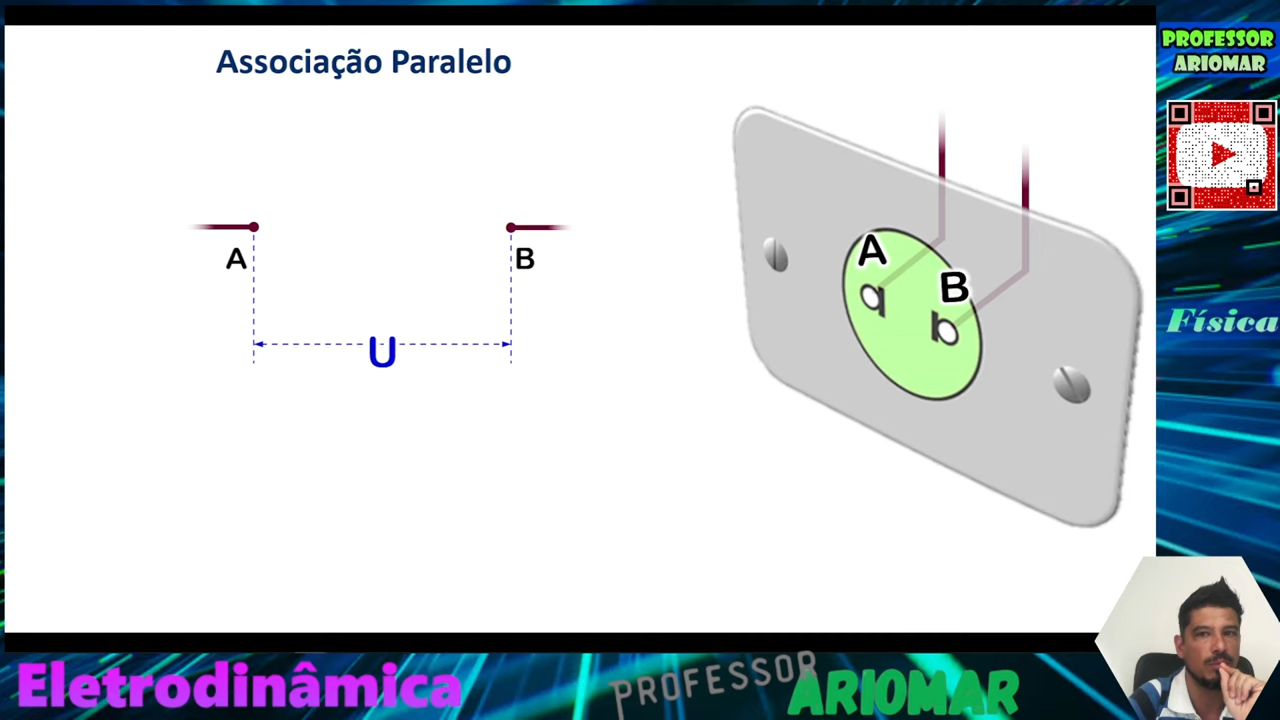 Associação Paralelo
PROFESSOR
ARIOMAR
A
B
U
A
B
a
b
Física
Eletrodinâmica
PROFESSOR
ARIOMAR